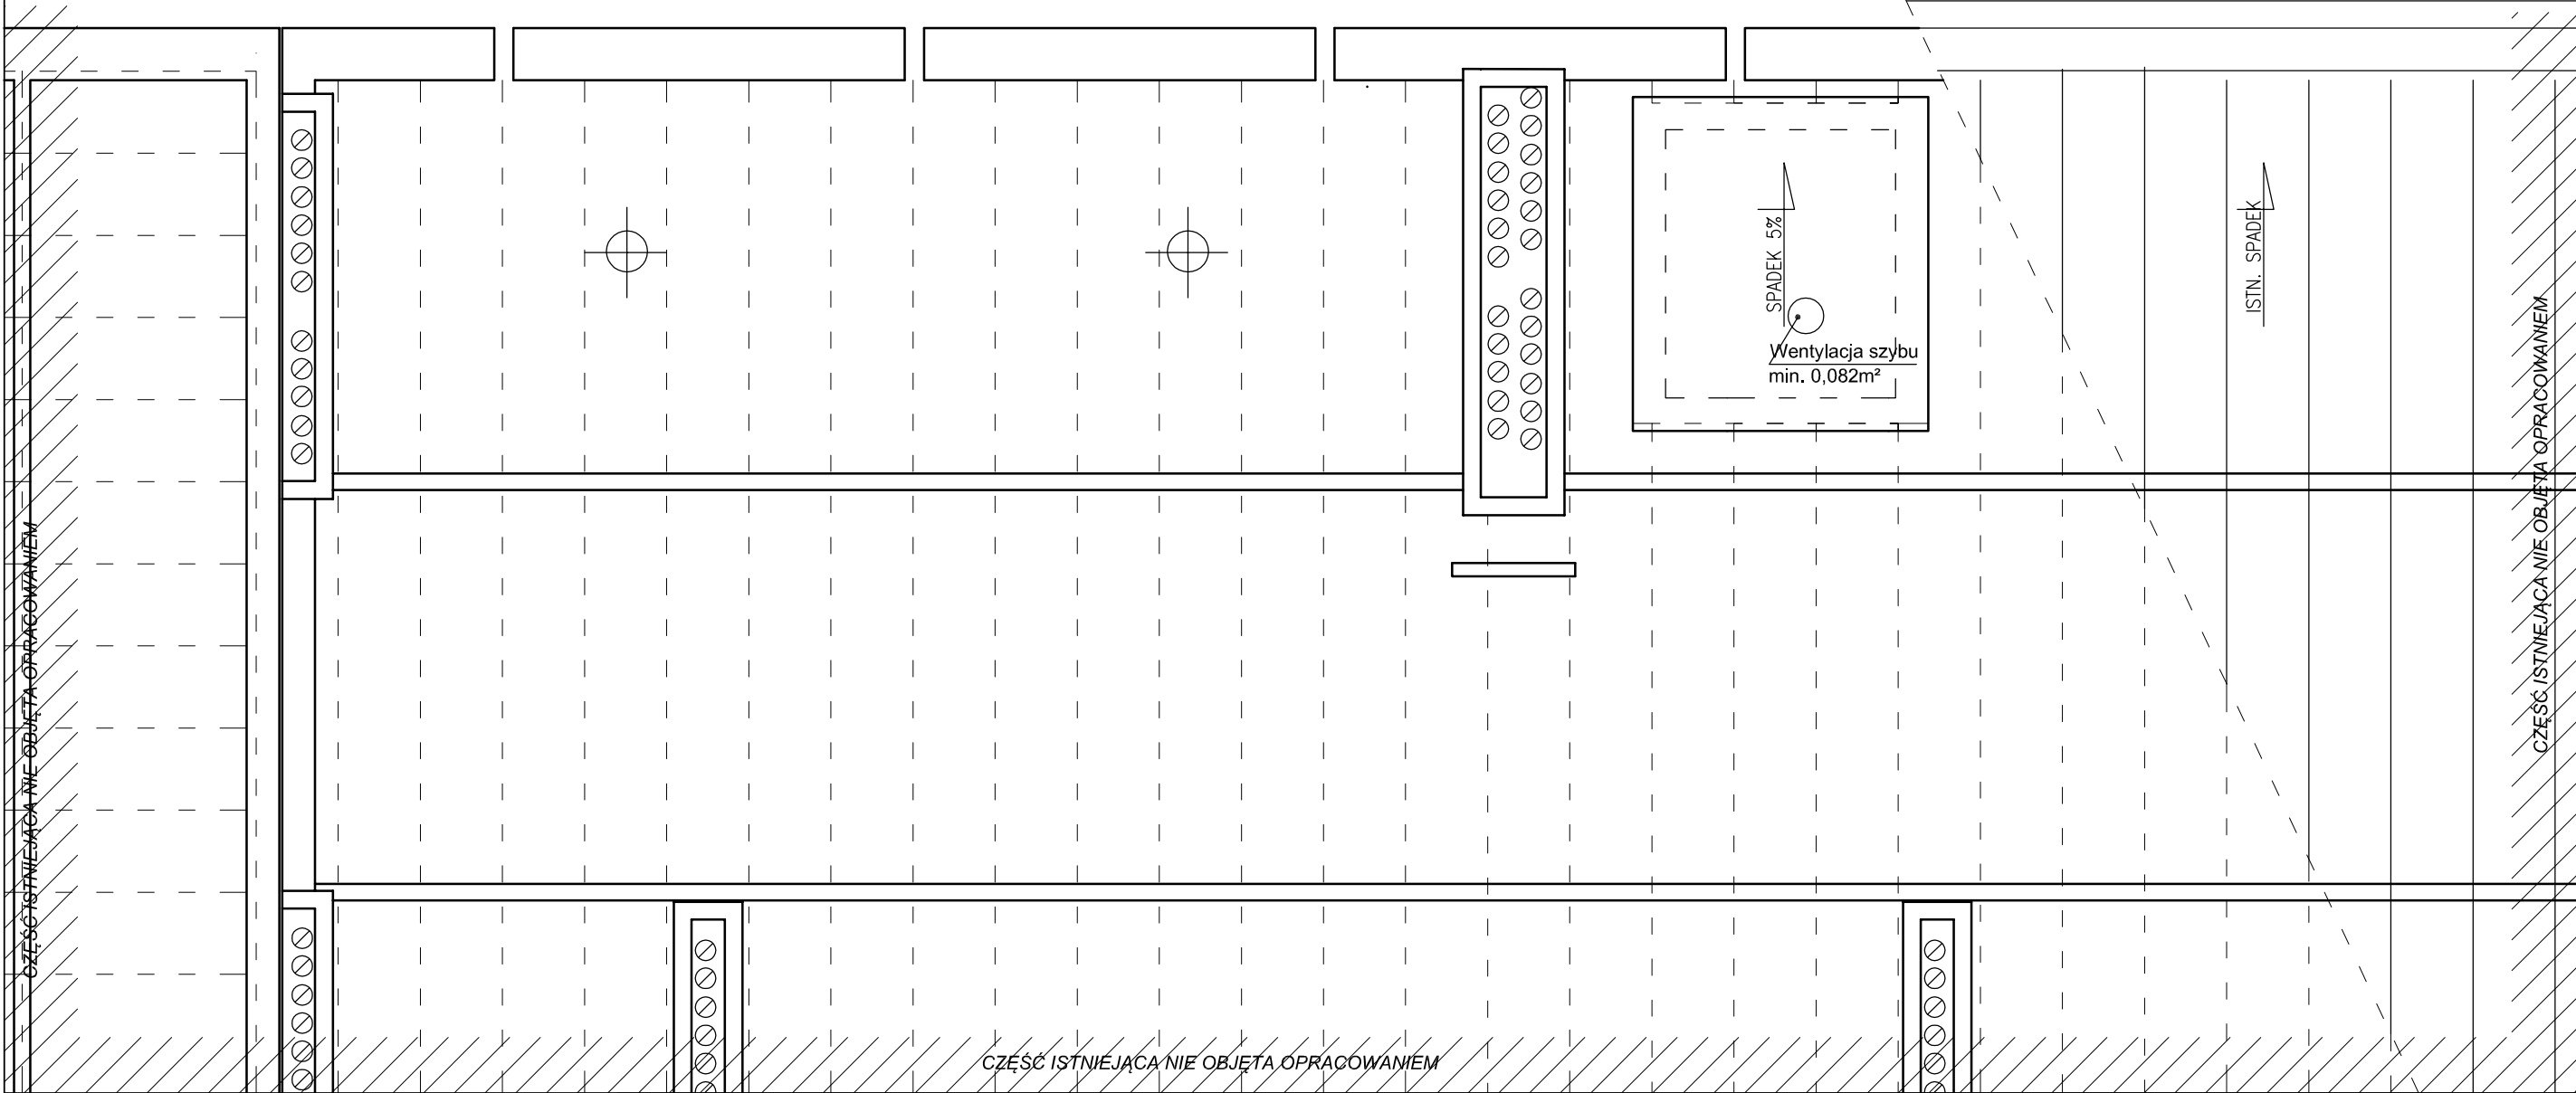 SPADEK 5%
Wentylacja szybu
min. 0,082m²
ISTN. SPADEK
CZĘŚĆ ISTNIEJĄCA NIE OBJĘTA OPRACOWANIEM
CZĘŚĆ ISTNIEJĄCA NIE OBJĘTA OPRACOWANIEM
CZĘŚĆ ISTNIEJĄCA NIE OBJĘTA OPRACOWANIEM